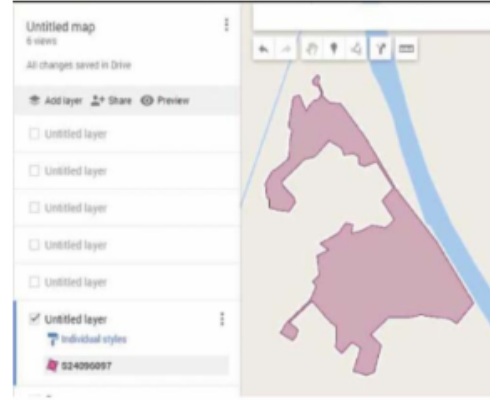 Untitled map
6 views
All changes saved in Drive
Add layer Share Preview
Untitled layer
Untitled layer
Untitled layer
Untitled layer
Untitled layer
Untitled layer
Individual styles
S24090097